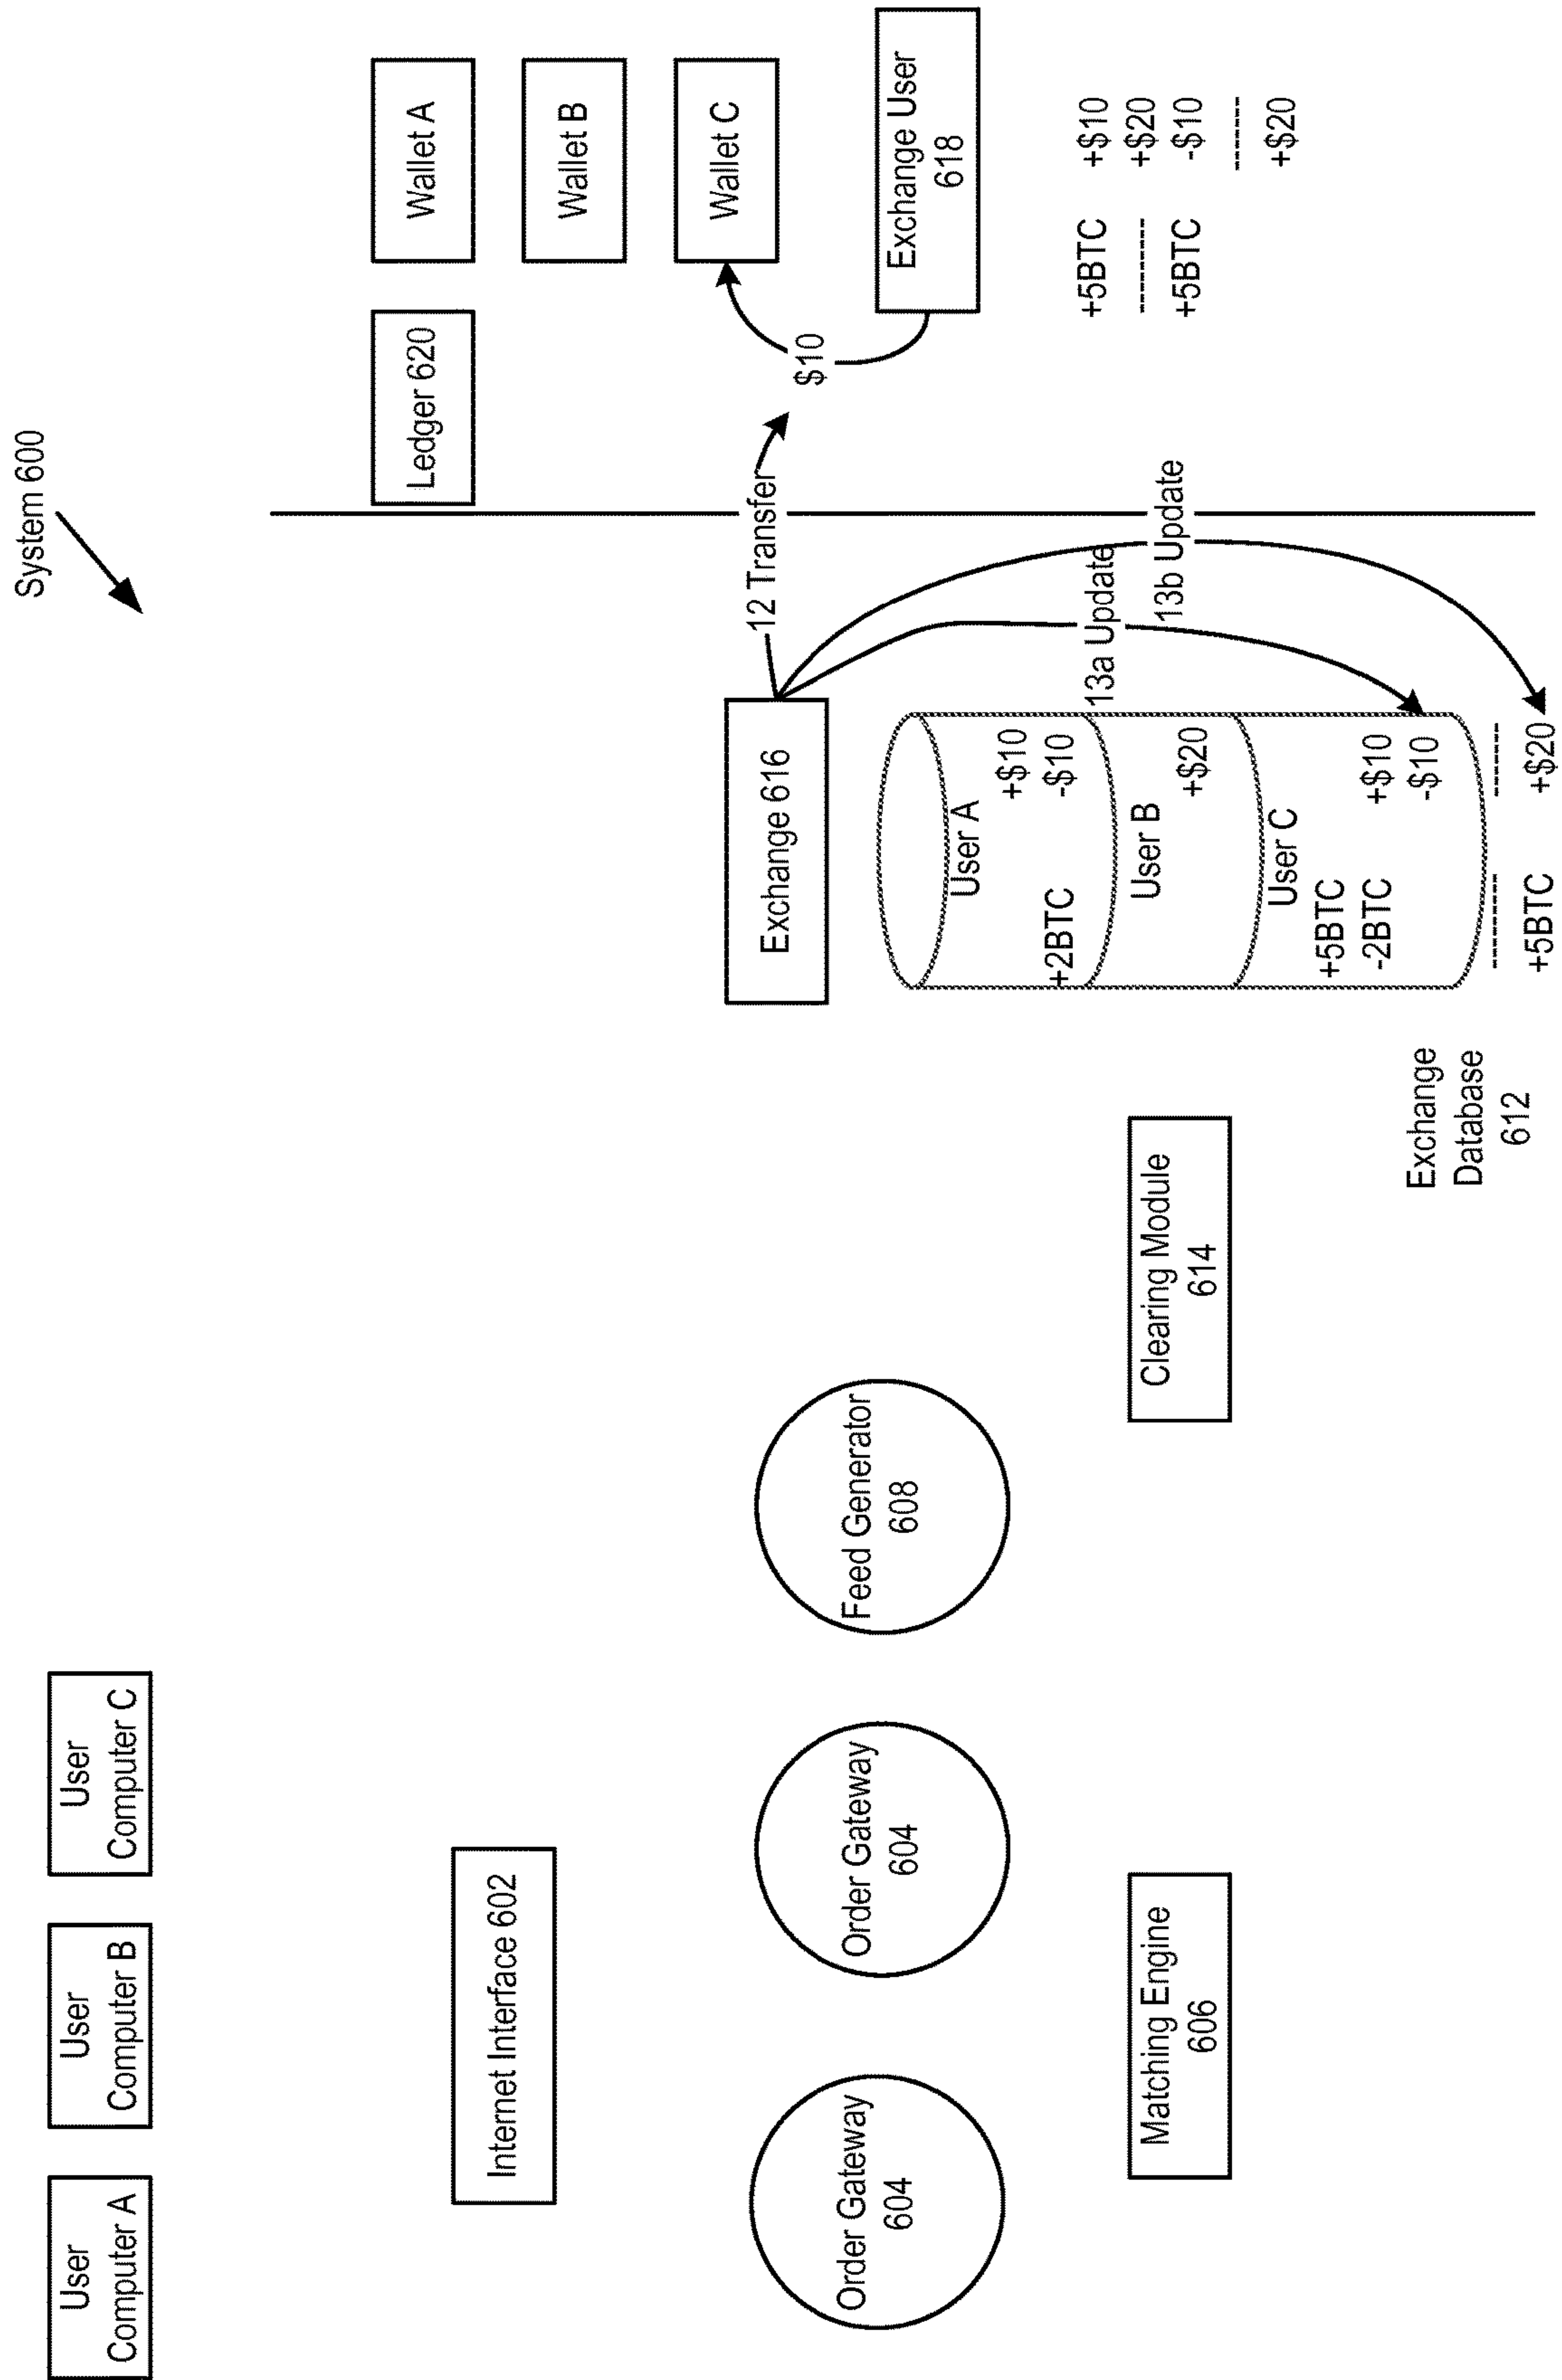 System 600
User
Computer A
User
Computer B
User
Computer C
Internet Interface 602
Order Gateway
604
Order Gateway
604
Feed Generator
608
Matching Engine
606
Clearing Module
614
Exchange 616
User A
+$10
+2BTC -$10
User B
+$20
User C
+5BTC
-2BTC +$10
-$10
--------- -------
+5BTC +$20
Exchange
Database
612
12 Transfer
13a Update
13b Update
Ledger 620
Wallet A
Wallet B
Wallet C
$10
Exchange User
618
+5BTC +$10
--------- +$20
+5BTC -$10
-------
+$20